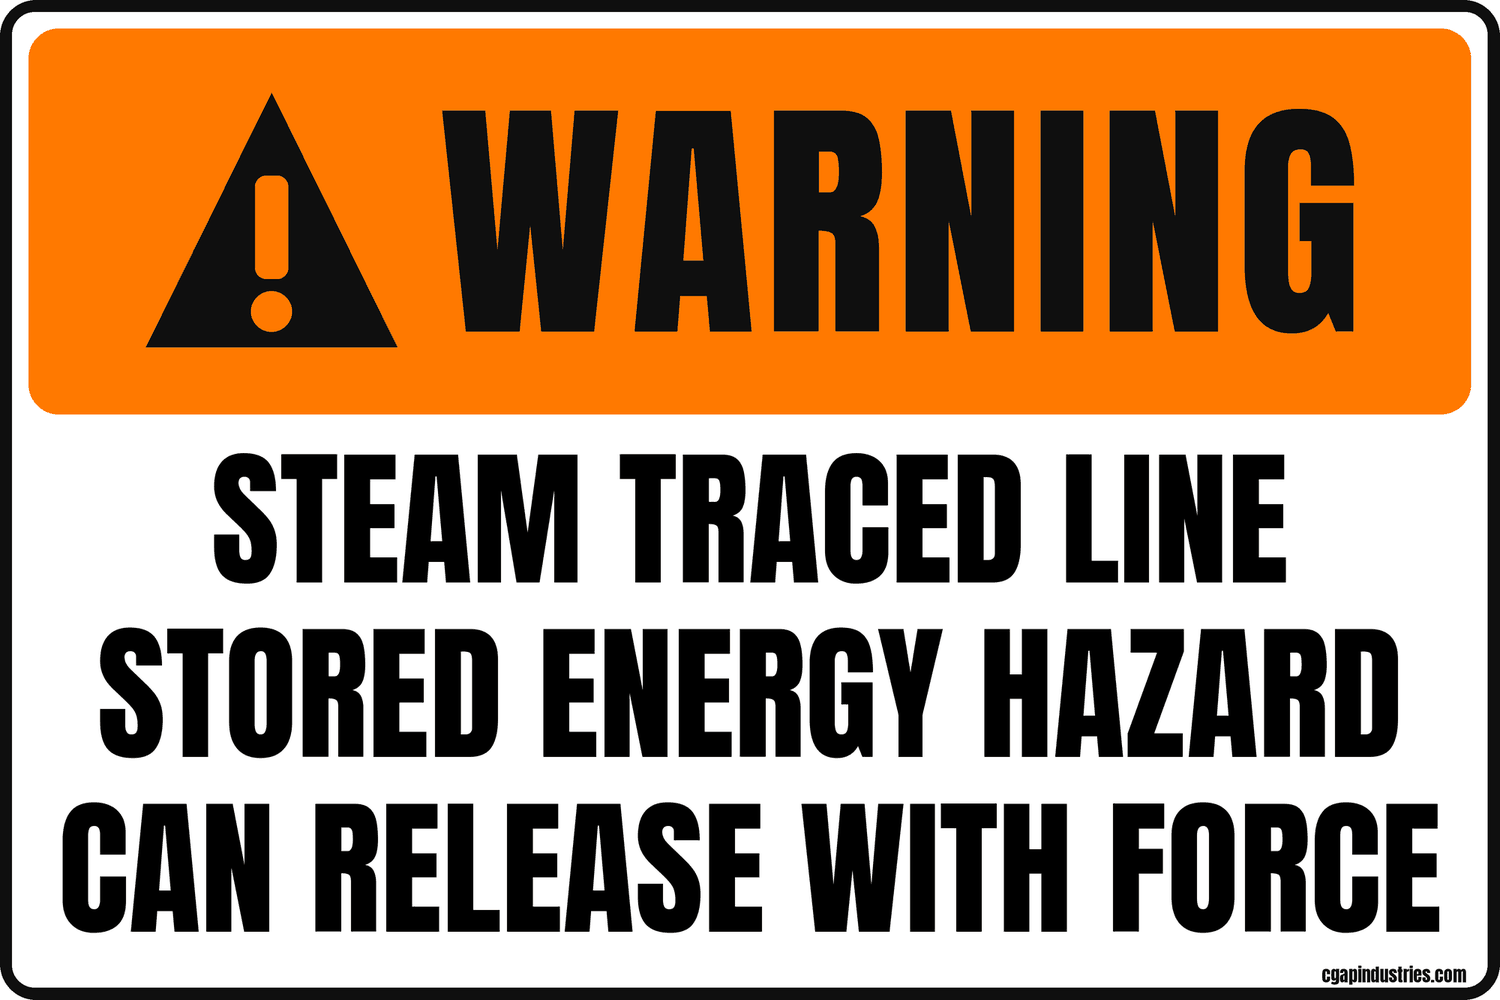 WARNING
STEAM TRACED LINE
STORED ENERGY HAZARD
CAN RELEASE WITH FORCE
cgapindustries.com